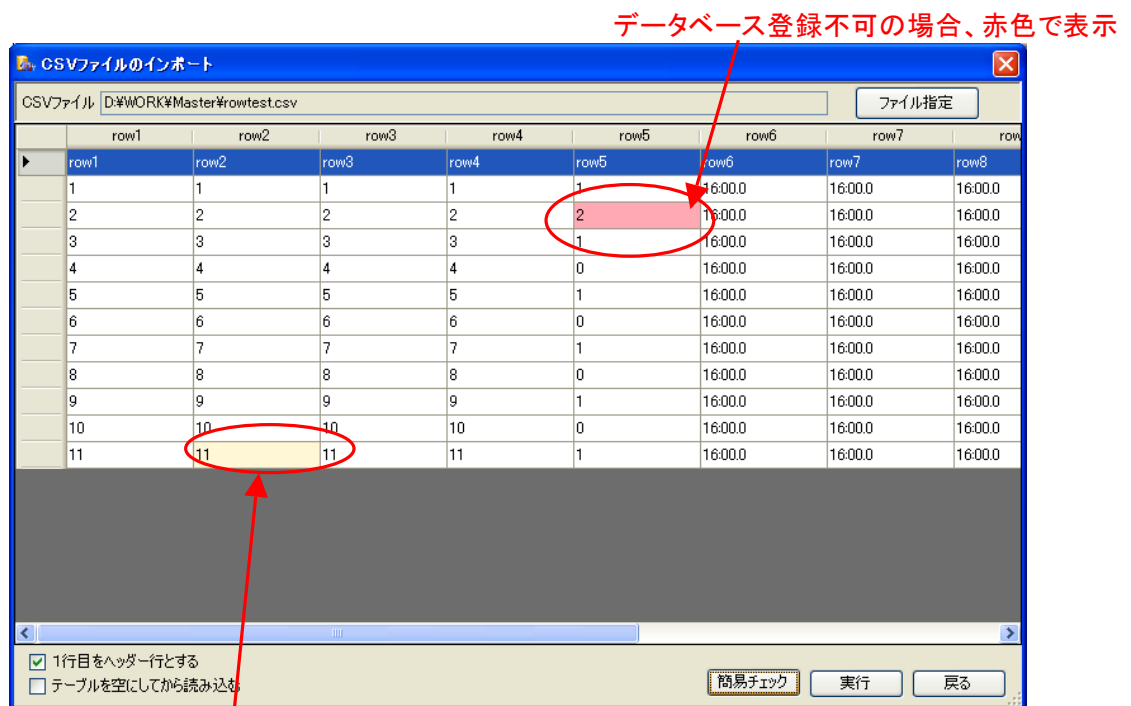 データベース登録不可の場合、赤色で表示
CSVファイルのインポート
CSVファイル D:¥WORK¥Master¥rowtest.csv ファイル指定
row1 row2 row3 row4 row5 row6 row7 row
row1 row2 row3 row4 row5 row6 row7 row8
1 1 1 1 1 16:00.0 16:00.0 16:00.0
2 2 2 2 2 16:00.0 16:00.0 16:00.0
3 3 3 3 1 16:00.0 16:00.0 16:00.0
4 4 4 4 0 16:00.0 16:00.0 16:00.0
5 5 5 5 1 16:00.0 16:00.0 16:00.0
6 6 6 6 0 16:00.0 16:00.0 16:00.0
7 7 7 7 1 16:00.0 16:00.0 16:00.0
8 8 8 8 0 16:00.0 16:00.0 16:00.0
9 9 9 9 1 16:00.0 16:00.0 16:00.0
10 10 10 10 0 16:00.0 16:00.0 16:00.0
11 11 11 11 1 16:00.0 16:00.0 16:00.0
1行目をヘッダー行とする
テーブルを空にしてから読み込む
簡易チェック 実行 戻る